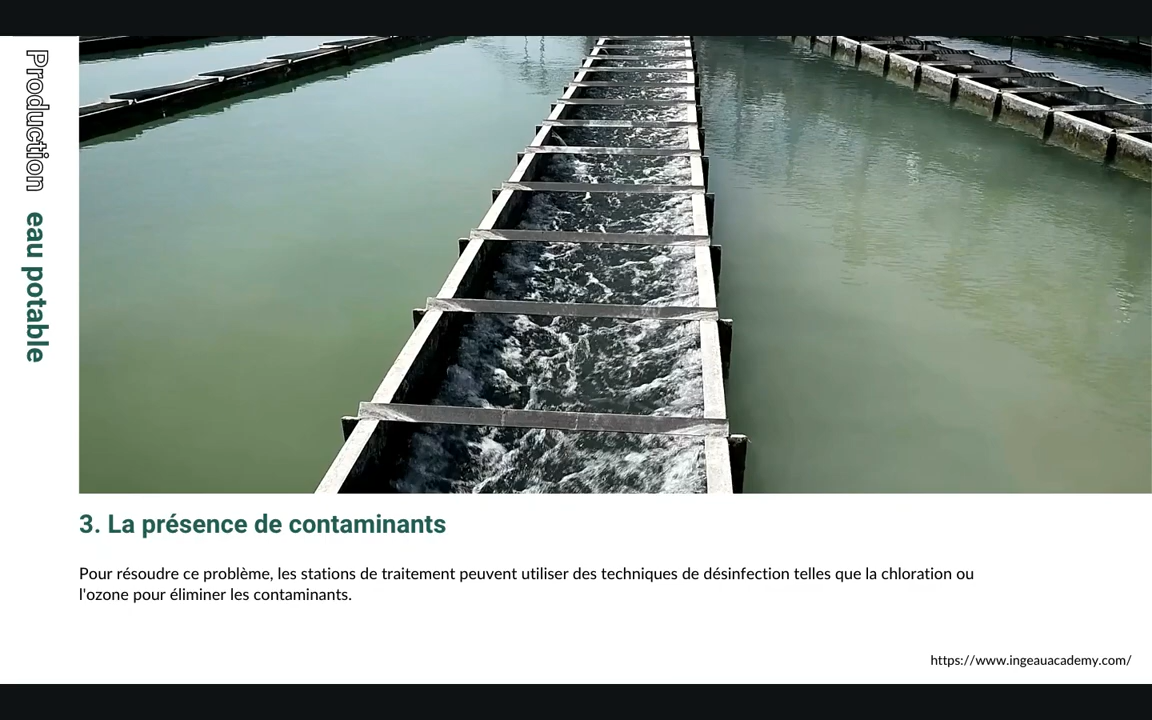 Production eau potable
3. La présence de contaminants
Pour résoudre ce problème, les stations de traitement peuvent utiliser des techniques de désinfection telles que la chloration ou
l'ozone pour éliminer les contaminants.
https://www.ingeauacademy.com/